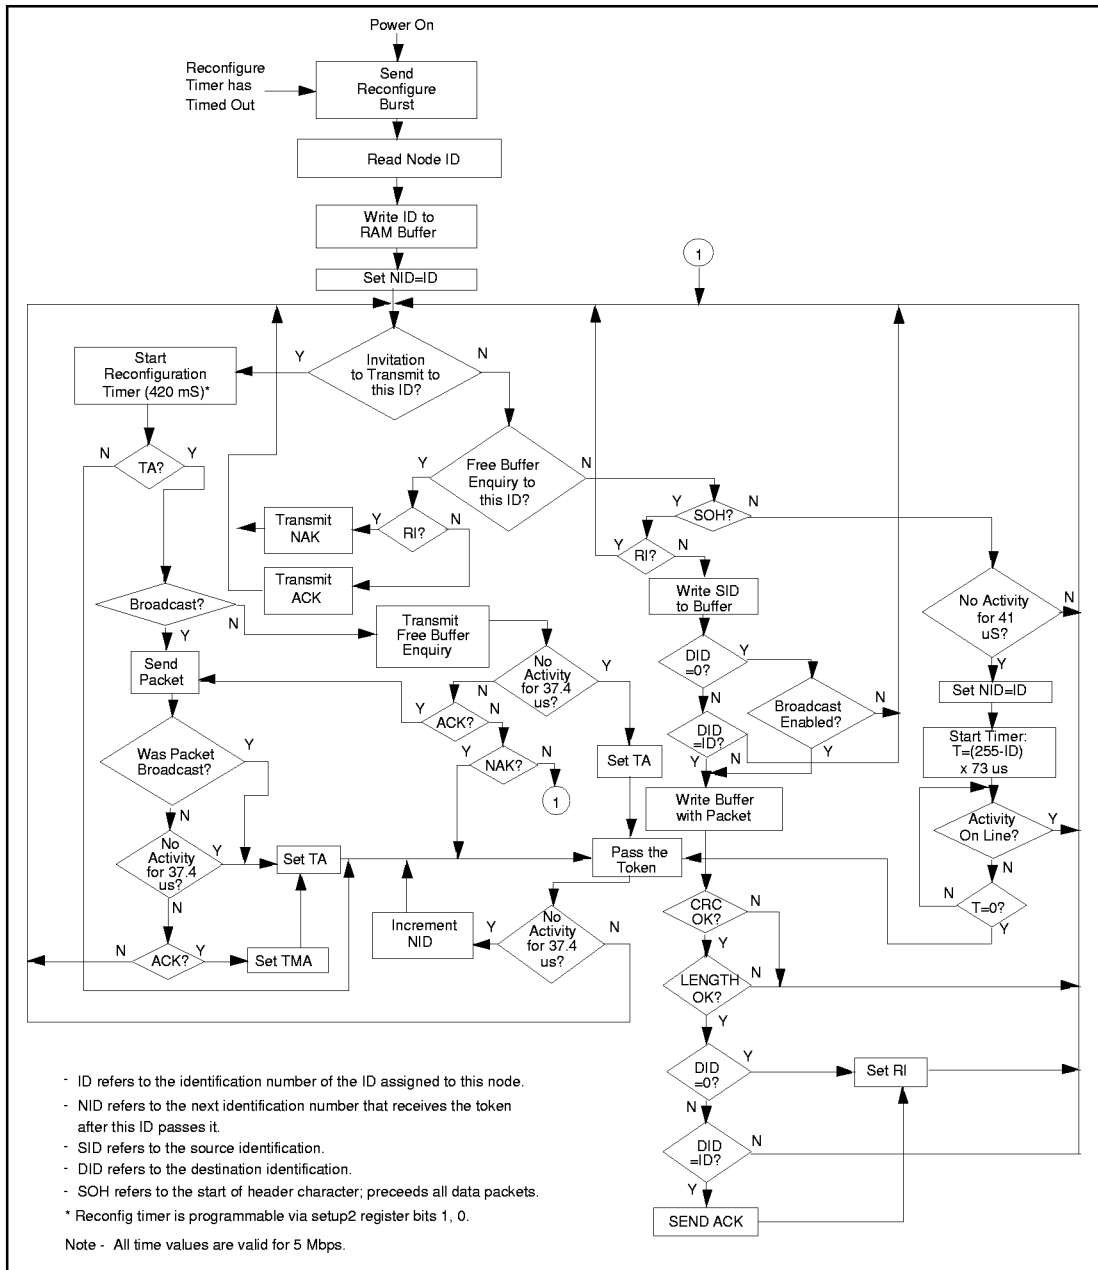 Power On
Reconfigure
Timer has
Timed Out
Send
Reconfigure
Burst
Read Node ID
Write ID to
RAM Buffer
1
Set NID=ID
Start
Reconfiguration
Timer (420 mS)*
Y
Invitation
to Transmit to
this ID?
N
N
TA?
Y
Y
Free Buffer
Enquiry to
this ID?
N
Transmit
NAK
Y
RI?
N
Y
SOH?
N
Y
RI?
N
Transmit
ACK
Write SID
to Buffer
No Activity
for 41
uS?
N
Y
Broadcast?
N
Y
Transmit
Free Buffer
Enquiry
Send
Packet
No
Activity
for 37.4
us?
N
Y
DID
=0?
Y
N
Set NID=ID
ACK?
Y
N
Broadcast
Enabled?
N
Y
DID
=ID?
N
Y
Start Timer:
T=(255-ID)
x 73 us
Was Packet
Broadcast?
Y
N
NAK?
Y
N
1
Set TA
Write Buffer
with Packet
Activity
On Line?
Y
N
No
Activity
for 37.4
us?
Y
N
Set TA
Pass the
Token
CRC
OK?
N
Y
N
T=0?
Y
Increment
NID
Y
No
Activity
for 37.4
us?
N
N
ACK?
Y
Set TMA
LENGTH
OK?
N
Y
DID
=0?
Y
N
Set RI
DID
=ID?
N
Y
SEND ACK
- ID refers to the identification number of the ID assigned to this node.
- NID refers to the next identification number that receives the token
after this ID passes it.
- SID refers to the source identification.
- DID refers to the destination identification.
- SOH refers to the start of header character; preceeds all data packets.
* Reconfig timer is programmable via setup2 register bits 1, 0.
Note - All time values are valid for 5 Mbps.